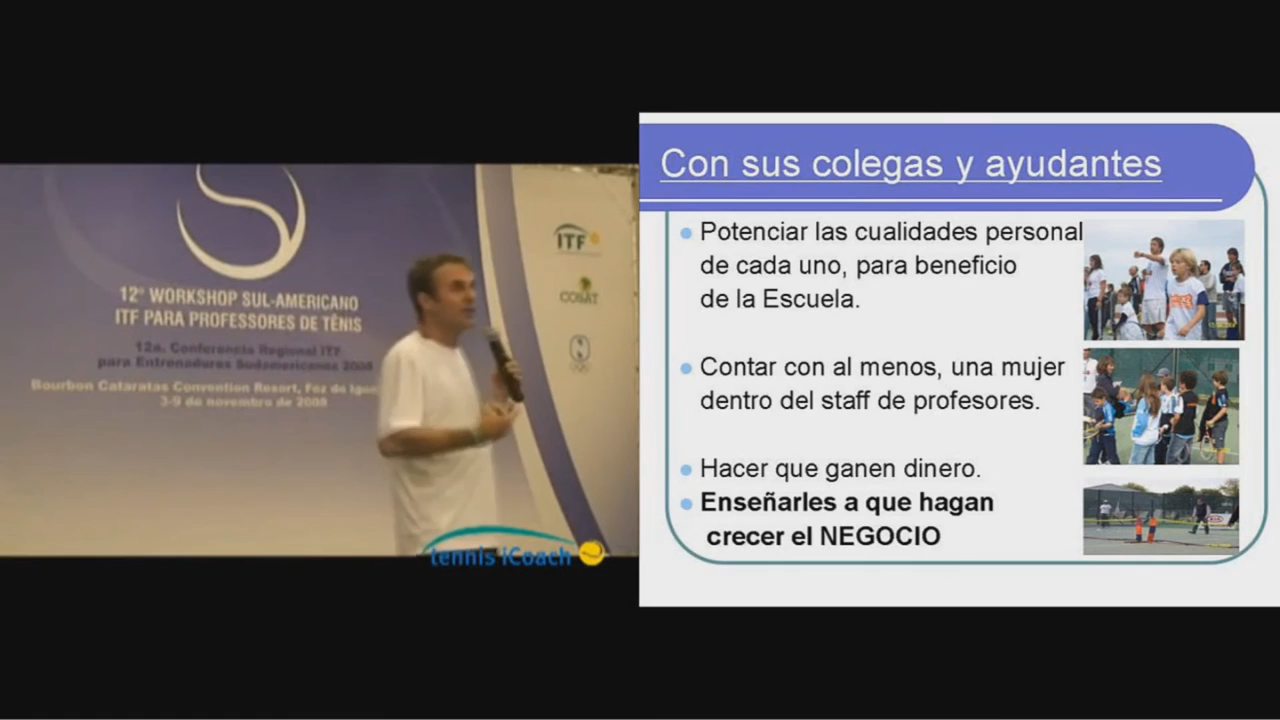 12º WORKSHOP SUL-AMERICANO
ITF PARA PROFESSORES DE TÊNIS
12a. Conferencia Regional ITF
para Entrenadores Sudamericanos 2008
Bourbon Cataratas Convention Resort, Foz do
3-9 de novembro de 2008
ITF
COSAT
tennis iCoach
Con sus colegas y ayudantes
Potenciar las cualidades personal
de cada uno, para beneficio
de la Escuela.
Contar con al menos, una mujer
dentro del staff de profesores.
Hacer que ganen dinero.
Enseñarles a que hagan
crecer el NEGOCIO